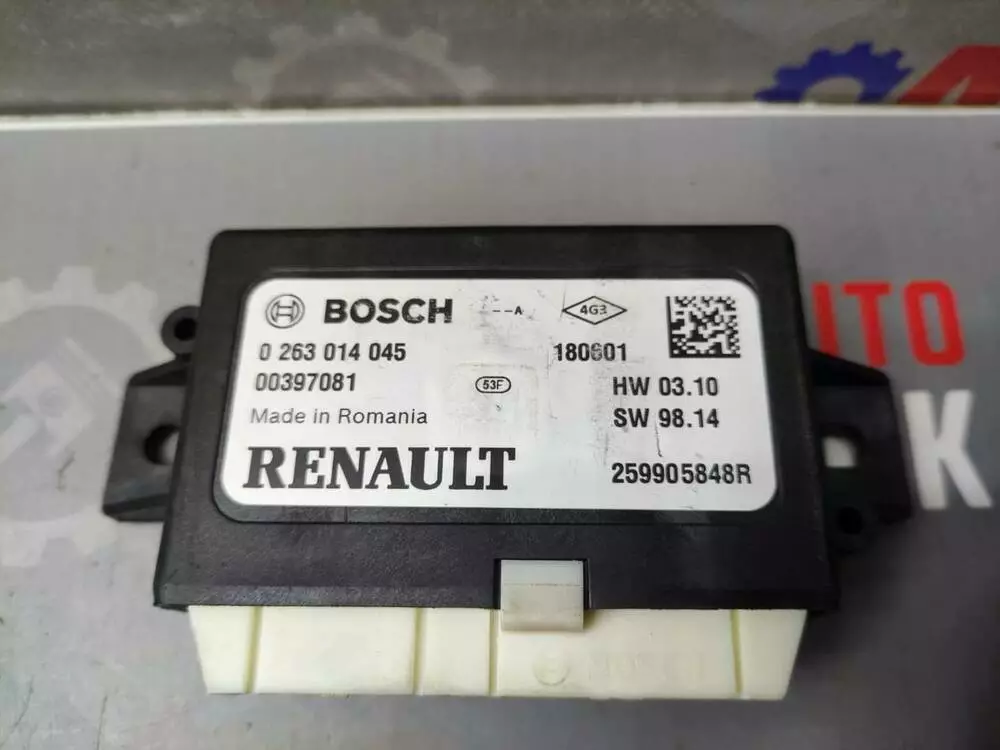 BOSCH --A 4G3
0 263 014 045 180601
00397081 53F HW 03.10
Made in Romania SW 98.14
RENAULT 259905848R
ITO
K